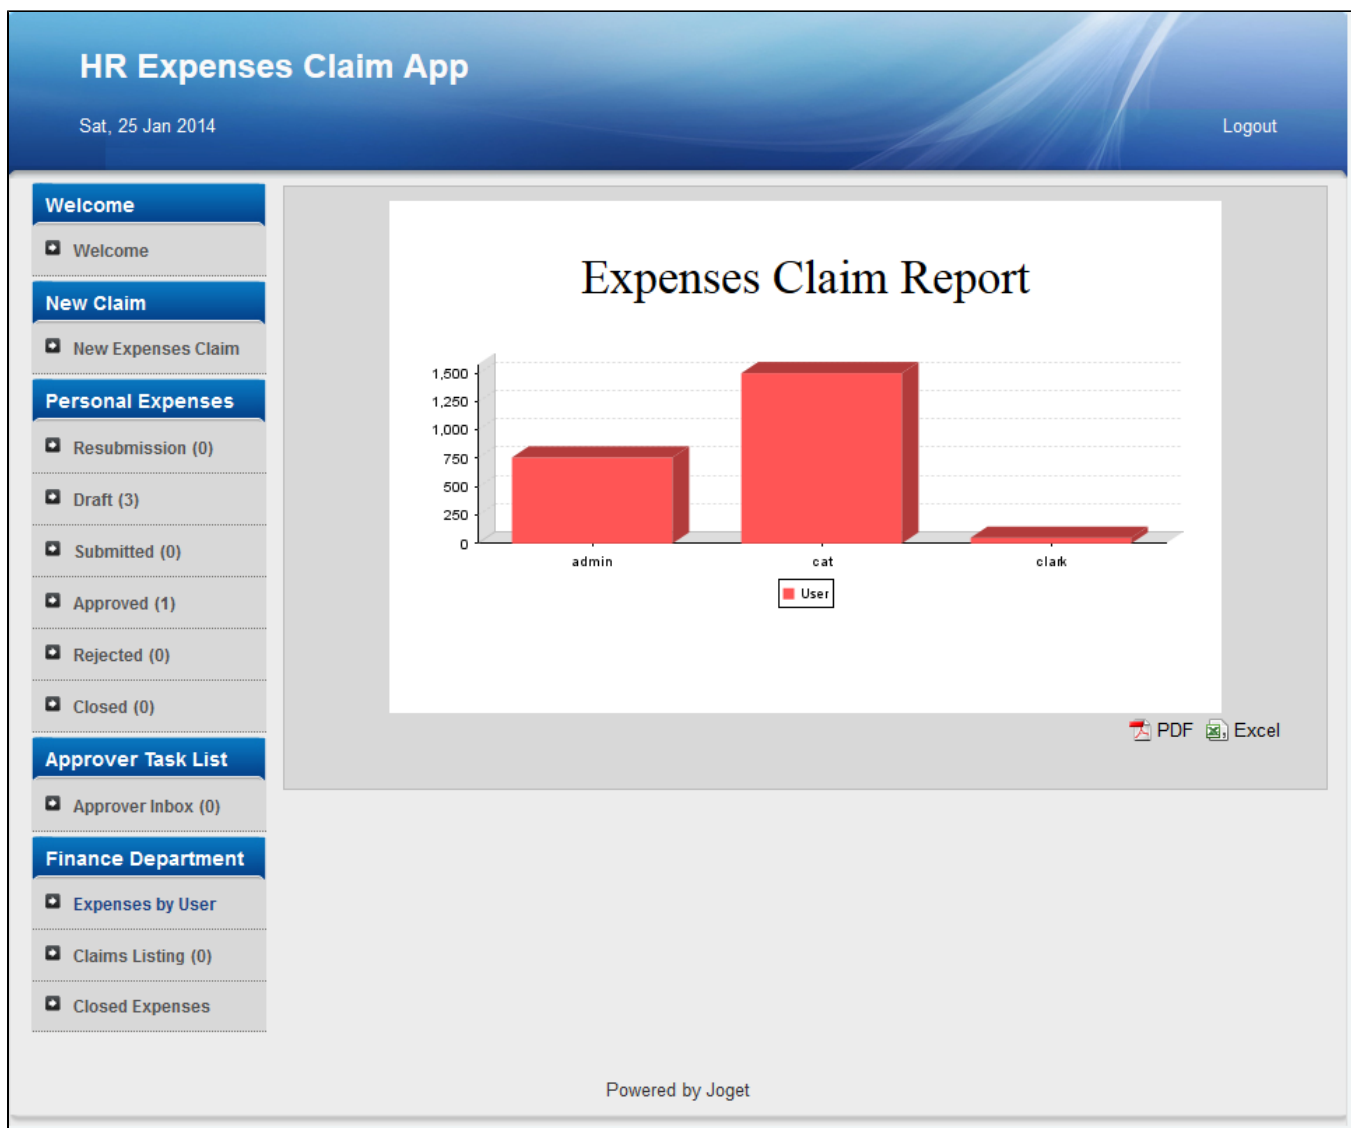 HR Expenses Claim App
Sat, 25 Jan 2014
Logout
Welcome
Welcome
New Claim
New Expenses Claim
Personal Expenses
Resubmission (0)
Draft (3)
Submitted (0)
Approved (1)
Rejected (0)
Closed (0)
Approver Task List
Approver Inbox (0)
Finance Department
Expenses by User
Claims Listing (0)
Closed Expenses
Expenses Claim Report
1,500
1,250
1,000
750
500
250
0
admin
cat
clark
User
PDF
Excel
Powered by Joget